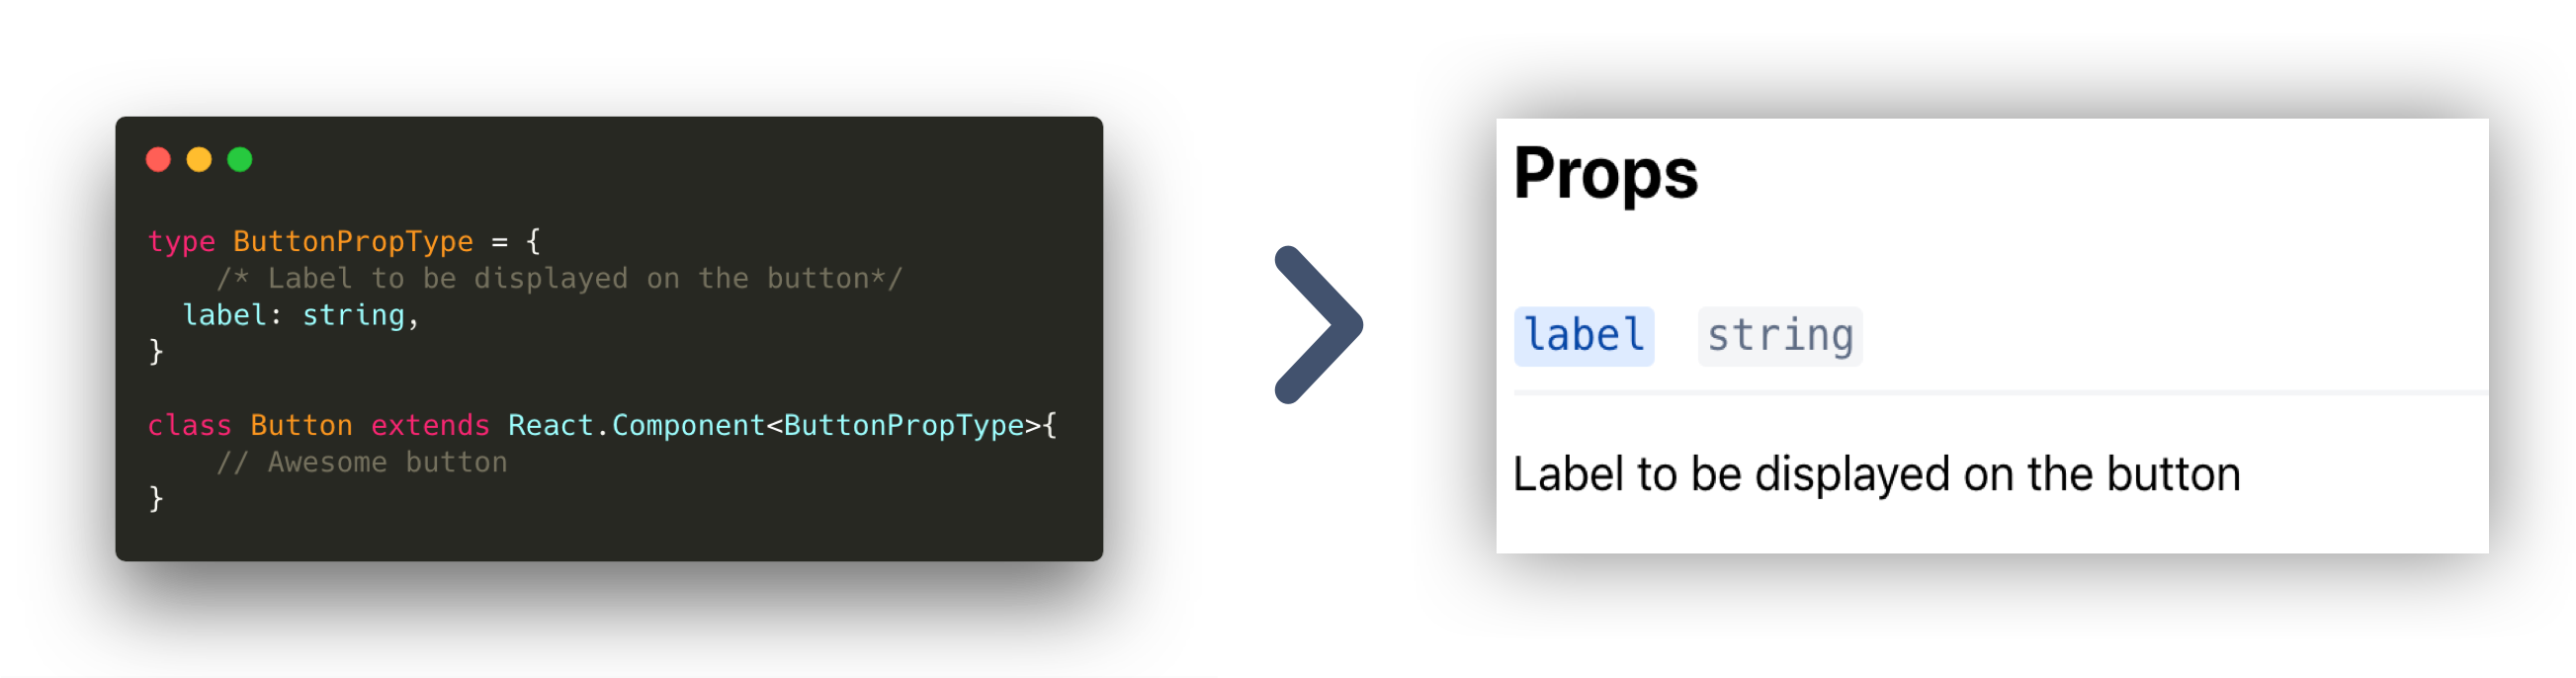 type ButtonPropType = {
    /* Label to be displayed on the button*/
  label: string,
}
class Button extends React.Component<ButtonPropType>{
    // Awesome button
}
Props
label string
Label to be displayed on the button